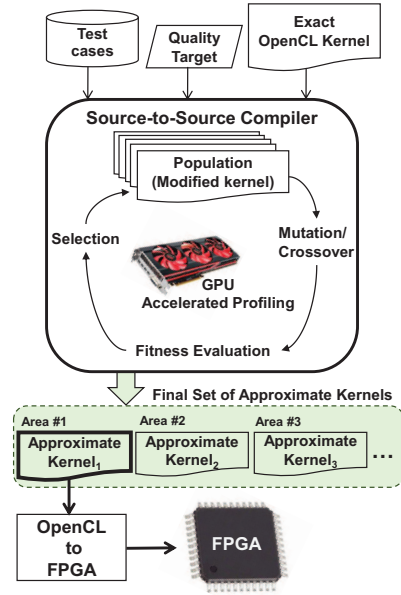 Test
cases
Quality
Target
Exact
OpenCL Kernel
Source-to-Source Compiler
Population
(Modified kernel)
Selection
Mutation/
Crossover
GPU
Accelerated Profiling
Fitness Evaluation
Final Set of Approximate Kernels
Area #1
Area #2
Area #3
Approximate
Kernel1
Approximate
Kernel2
Approximate
Kernel3
...
OpenCL
to
FPGA
FPGA